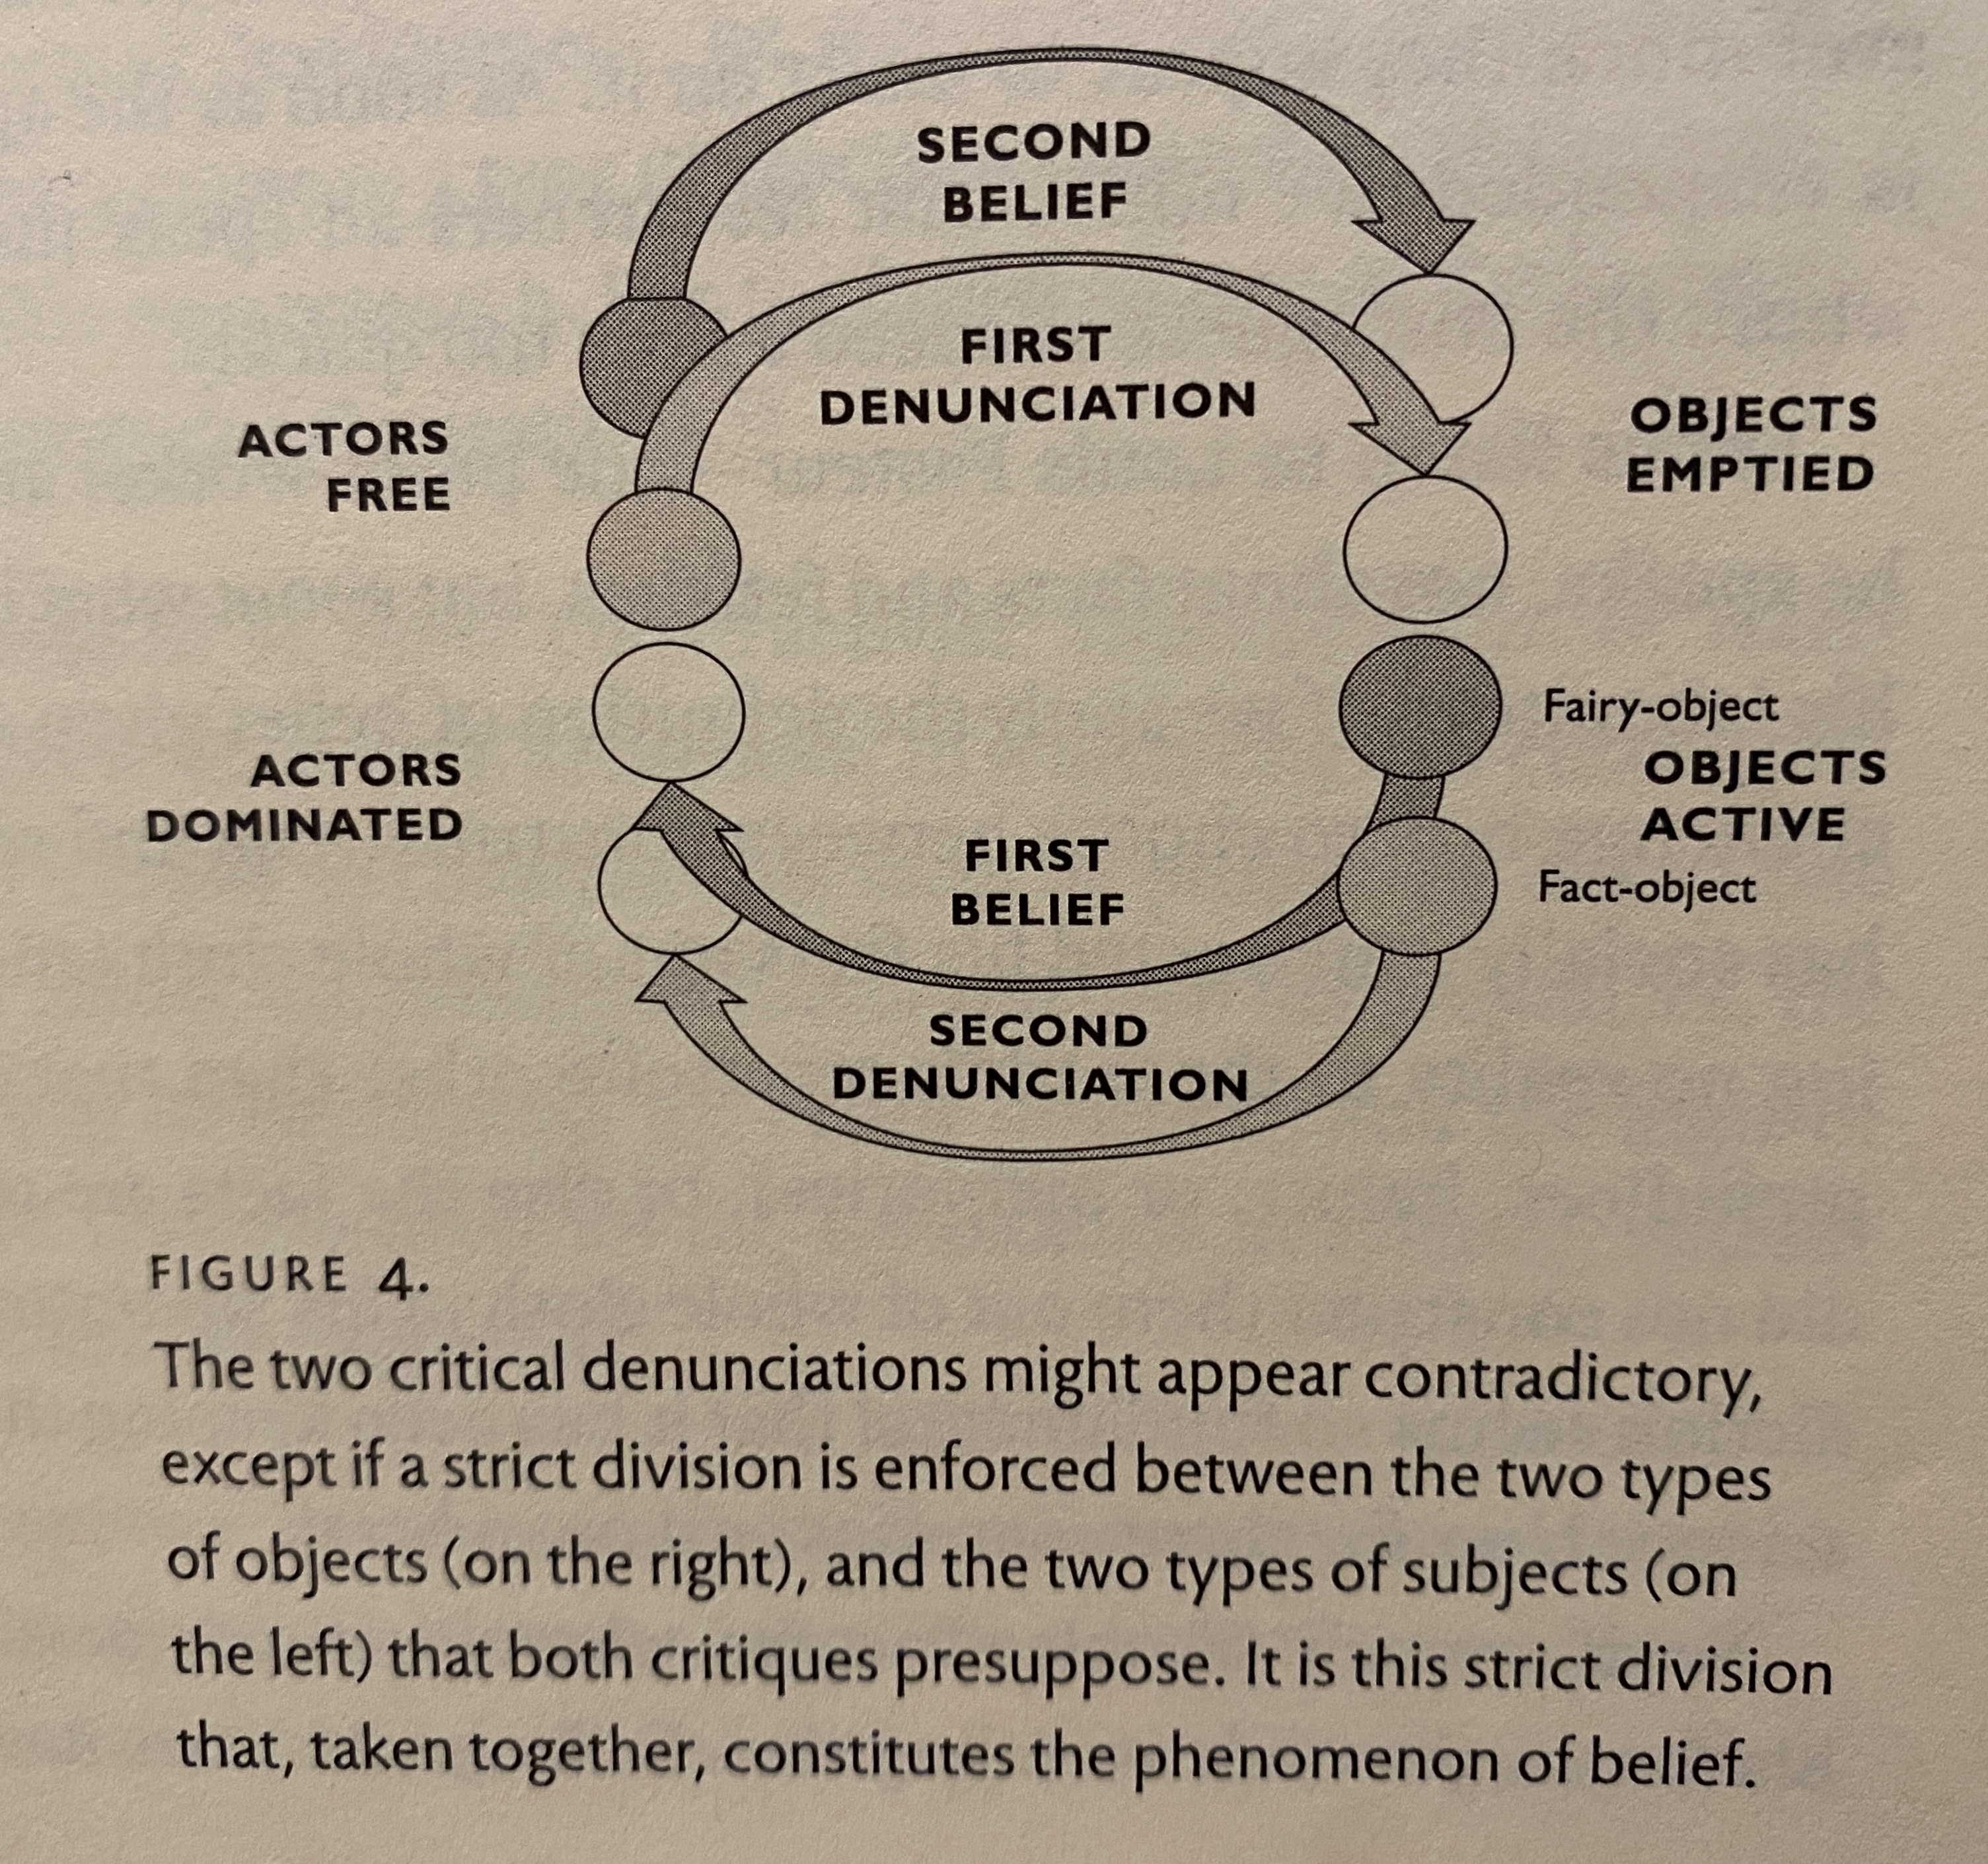 SECOND
BELIEF
FIRST
DENUNCIATION
ACTORS
FREE
OBJECTS
EMPTIED
Fairy-object
ACTORS
DOMINATED
OBJECTS
ACTIVE
FIRST
BELIEF
Fact-object
SECOND
DENUNCIATION
FIGURE 4.
The two critical denunciations might appear contradictory,
except if a strict division is enforced between the two types
of objects (on the right), and the two types of subjects (on
the left) that both critiques presuppose. It is this strict division
that, taken together, constitutes the phenomenon of belief.